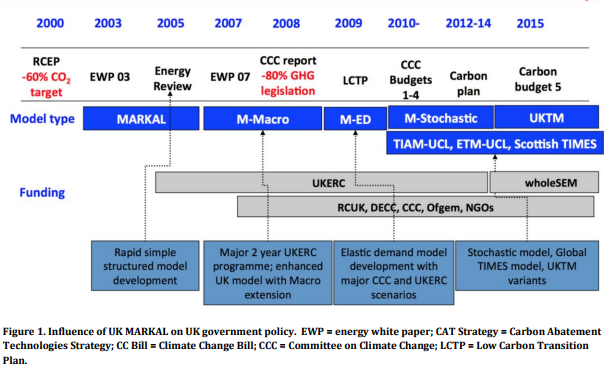 2000 2003 2005 2007 2008 2009 2010- 2012-14 2015
RCEP
-60% CO2
target
EWP 03
Energy
Review
EWP 07
CCC report
-80% GHG
legislation
LCTP
CCC
Budgets
1-4
Carbon
plan
Carbon
budget 5
Model type
MARKAL
M-Macro
M-ED
M-Stochastic
UKTM
TIAM-UCL, ETM-UCL, Scottish TIMES
Funding
UKERC
wholeSEM
RCUK, DECC, CCC, Ofgem, NGOs
Rapid simple
structured model
development
Major 2 year UKERC
programme; enhanced
UK model with Macro
extension
Elastic demand model
development with
major CCC and UKERC
scenarios
Stochastic model, Global
TIMES model, UKTM
variants
Figure 1. Influence of UK MARKAL on UK government policy. EWP = energy white paper; CAT Strategy = Carbon Abatement
Technologies Strategy; CC Bill = Climate Change Bill; CCC = Committee on Climate Change; LCTP = Low Carbon Transition
Plan.